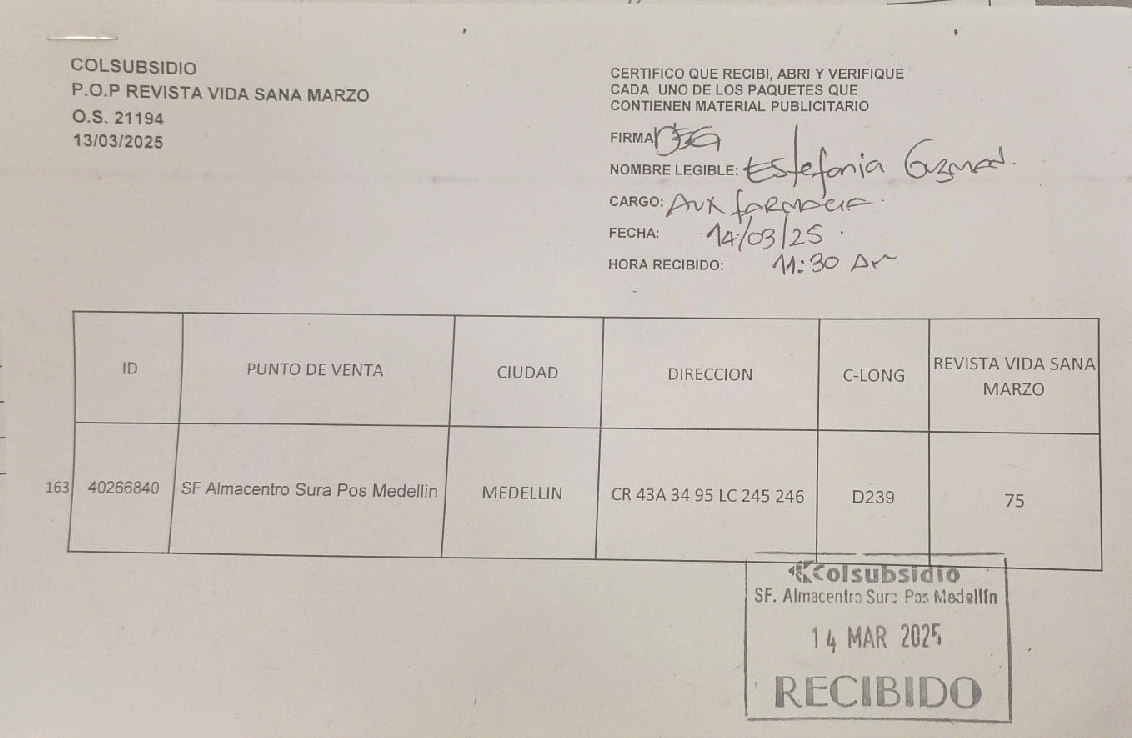 COLSUBSIDIO
P.O.P REVISTA VIDA SANA MARZO
O.S. 21194
13/03/2025
CERTIFICO QUE RECIBI, ABRI Y VERIFIQUE
CADA UNO DE LOS PAQUETES QUE
CONTIENEN MATERIAL PUBLICITARIO
FIRMA
NOMBRE LEGIBLE: Estefania Guzman.
CARGO: Aux farmacia.
FECHA: 14/03/25.
HORA RECIBIDO: 11:30 Am
ID PUNTO DE VENTA CIUDAD DIRECCION C-LONG REVISTA VIDA SANA
MARZO
163 40266840 SF Almacentro Sura Pos Medellin MEDELLIN CR 43A 34 95 LC 245 246 D239 75
Colsubsidio
SF. Almacentro Sura Pos Medellín
14 MAR 2025
RECIBIDO